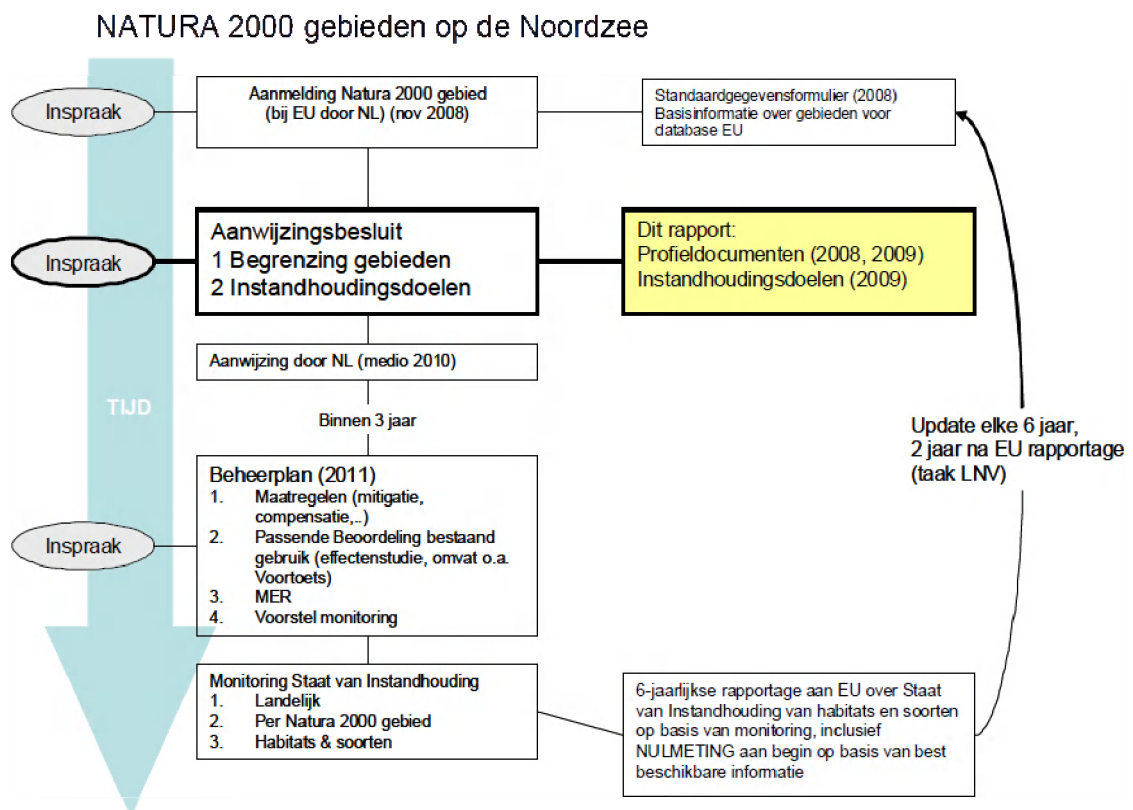 NATURA 2000 gebieden op de Noordzee
Inspraak
Aanmelding Natura 2000 gebied
(bij EU door NL) (nov 2008)
Standaardgegevensformulier (2008)
Basisinformatie over gebieden voor
database EU
Inspraak
Aanwijzingsbesluit
1 Begrenzing gebieden
2 Instandhoudingsdoelen
Dit rapport:
Profieldocumenten (2008, 2009)
Instandhoudingsdoelen (2009)
Aanwijzing door NL (medio 2010)
TIJD
Binnen 3 jaar
Update elke 6 jaar,
2 jaar na EU rapportage
(taak LNV)
Inspraak
Beheerplan (2011)
1. Maatregelen (mitigatie,
compensatie,..)
2. Passende Beoordeling bestaand
gebruik (effectenstudie, omvat o.a.
Voortoets)
3. MER
4. Voorstel monitoring
Monitoring Staat van Instandhouding
1. Landelijk
2. Per Natura 2000 gebied
3. Habitats & soorten
6-jaarlijkse rapportage aan EU over Staat
van Instandhouding van habitats en soorten
op basis van monitoring, inclusief
NULMETING aan begin op basis van best
beschikbare informatie